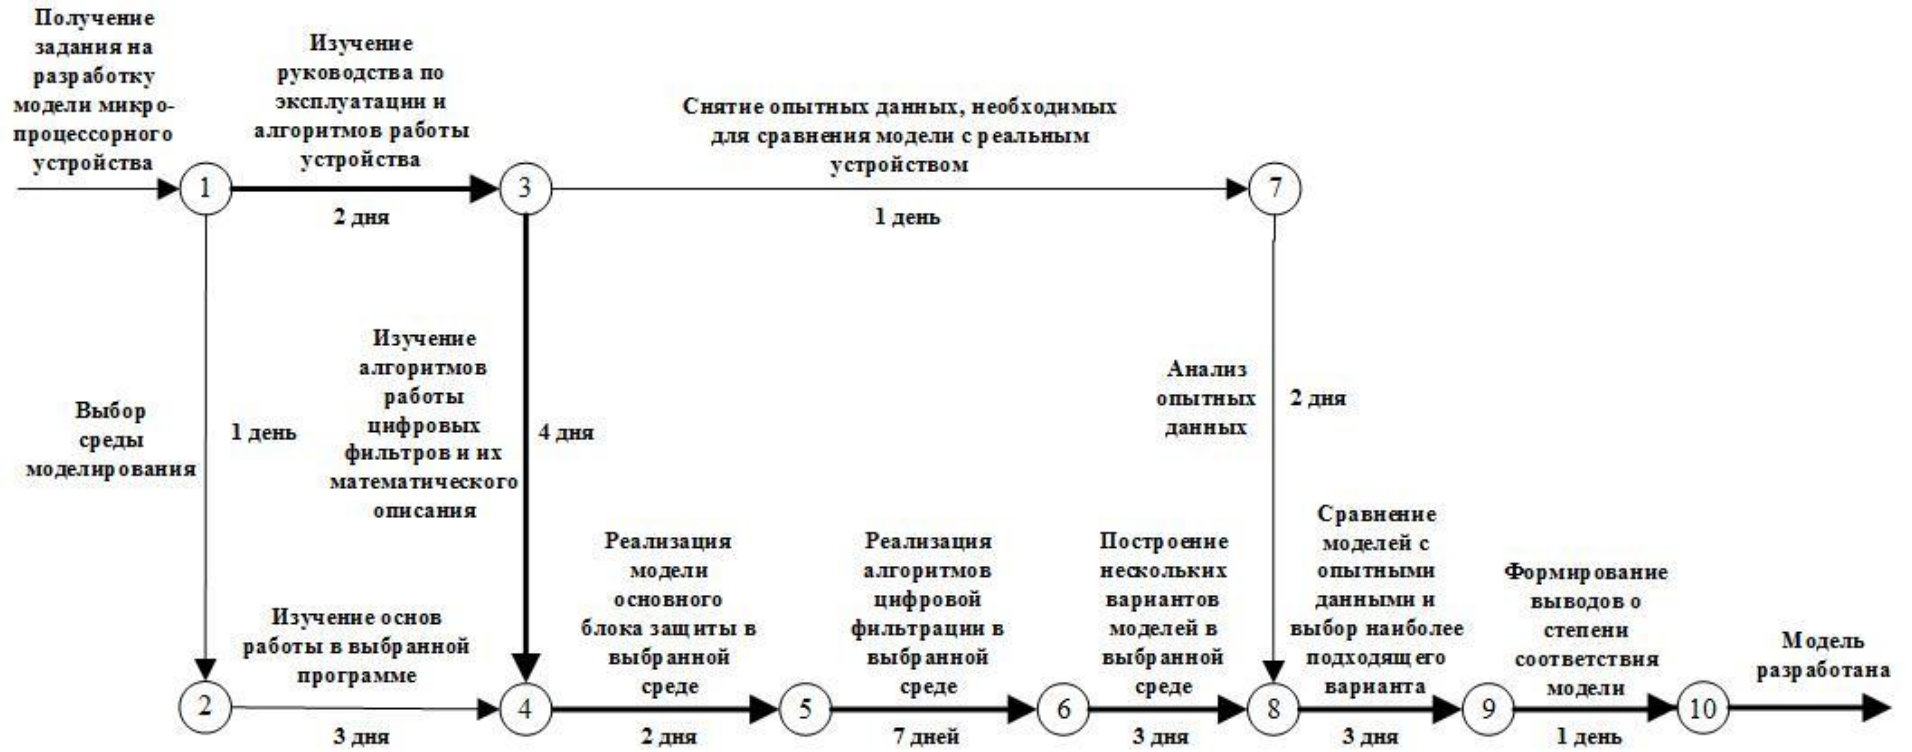 Получение
задания на
разработку
модели микро-
процессорного
устройства
Изучение
руководства по
эксплуатации и
алгоритмов работы
устройства
Снятие опытных данных, необходимых
для сравнения модели с реальным
устройством
1
3
7
2 дня
1 день
Выбор
среды
моделирования
1 день
Изучение
алгоритмов
работы
цифровых
фильтров и их
математического
описания
4 дня
Анализ
опытных
данных
2 дня
Изучение основ
работы в выбранной
программе
Реализация
модели
основного
блока защиты в
выбранной
среде
Реализация
алгоритмов
цифровой
фильтрации в
выбранной
среде
Построение
нескольких
вариантов
моделей в
выбранной
среде
Сравнение
моделей с
опытными
данными и
выбор наиболее
подходящего
варианта
Формирование
выводов о
степени
соответствия
модели
Модель
разработана
2
4
5
6
8
9
10
3 дня
2 дня
7 дней
3 дня
3 дня
1 день